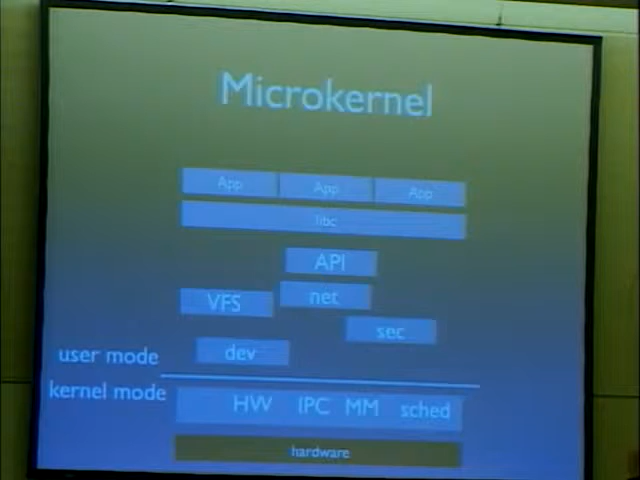 Microkernel
App App App
libc
API
net
VFS
sec
dev
user mode
kernel mode
HW IPC MM sched
hardware